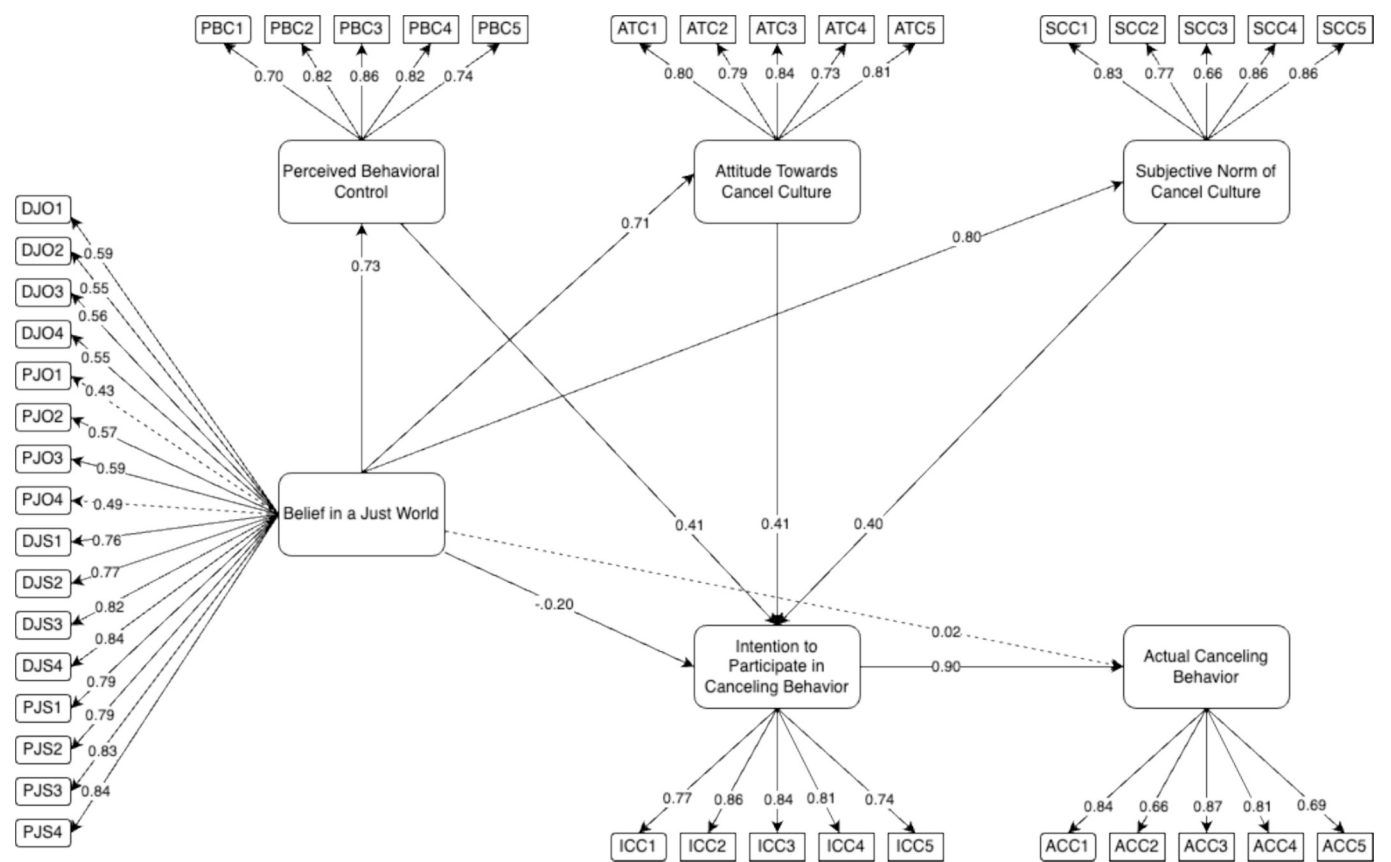 PBC1 PBC2 PBC3 PBC4 PBC5 ATC1 ATC2 ATC3 ATC4 ATC5 SCC1 SCC2 SCC3 SCC4 SCC5
0.70 0.82 0.86 0.82 0.74 0.80 0.79 0.84 0.73 0.81 0.83 0.77 0.66 0.86 0.86
Perceived Behavioral
Control
Attitude Towards
Cancel Culture
Subjective Norm of
Cancel Culture
0.73
0.71
0.80
DJO1
DJO2
DJO3
DJO4
PJO1
PJO2
PJO3
PJO4
DJS1
DJS2
DJS3
DJS4
PJS1
PJS2
PJS3
PJS4
0.59
0.55
0.56
0.55
0.43
0.57
0.59
0.49
0.76
0.77
0.82
0.84
0.79
0.79
0.83
0.84
Belief in a Just World
0.41
0.41
0.40
-.0.20
0.02
0.90
Intention to
Participate in
Canceling Behavior
Actual Canceling
Behavior
0.77 0.86 0.84 0.81 0.74 0.84 0.66 0.87 0.81 0.69
ICC1 ICC2 ICC3 ICC4 ICC5 ACC1 ACC2 ACC3 ACC4 ACC5